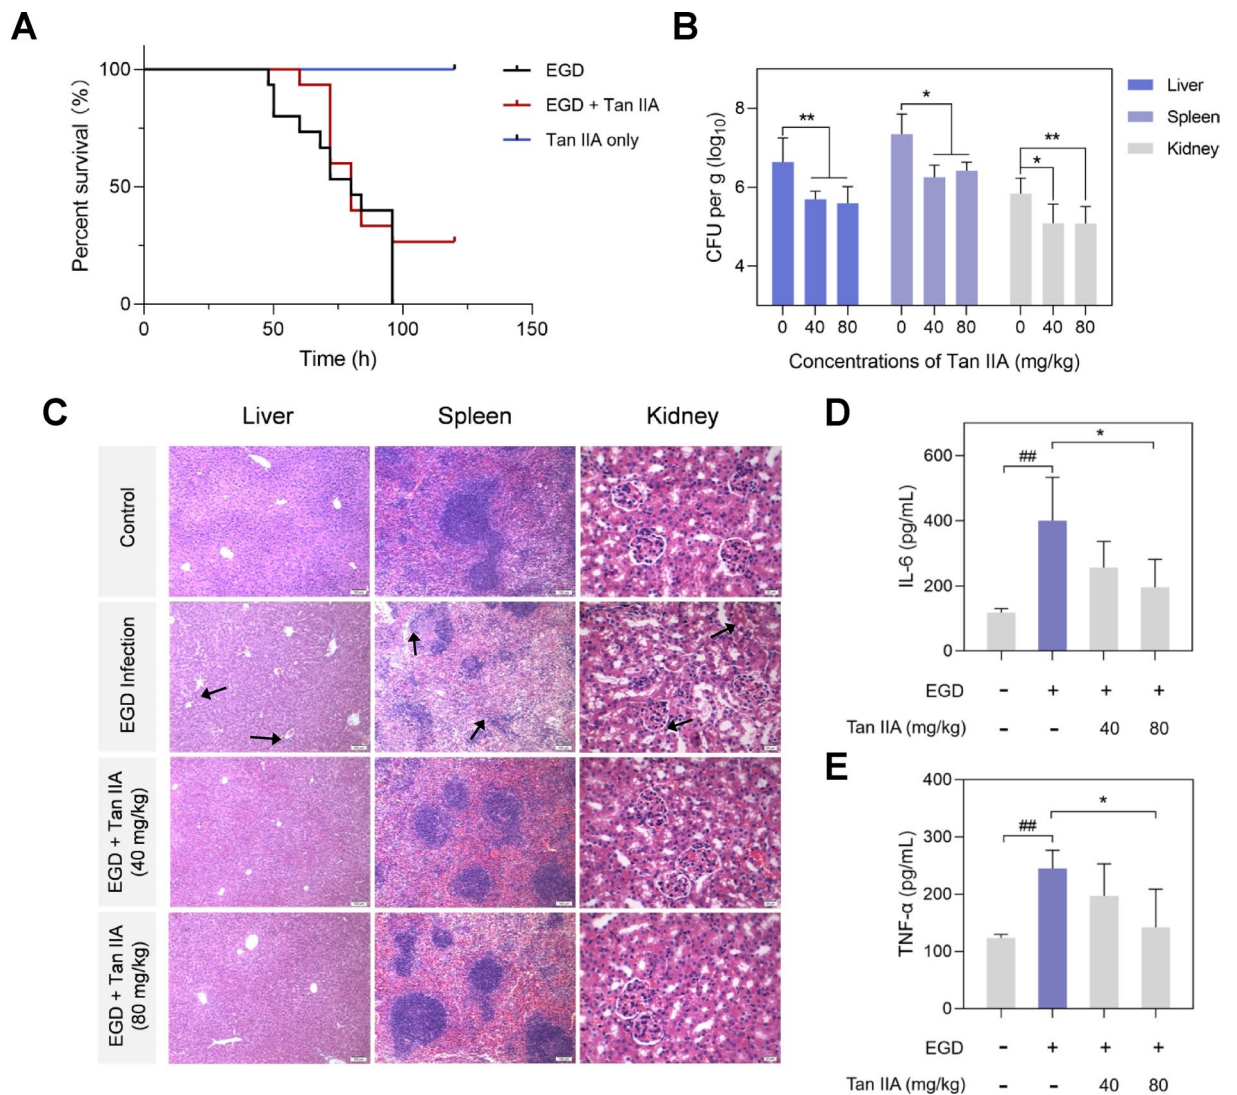 A
Percent survival (%)
100
50
0
0
50
100
150
Time (h)
EGD
EGD + Tan IIA
Tan IIA only
B
CFU per g (log10)
8
6
4
**
*
*
**
0 40 80 0 40 80 0 40 80
Concentrations of Tan IIA (mg/kg)
Liver
Spleen
Kidney
C
Liver Spleen Kidney
Control
EGD Infection
EGD + Tan IIA
(40 mg/kg)
EGD + Tan IIA
(80 mg/kg)
D
IL-6 (pg/mL)
600
400
200
0
##
*
EGD - + + +
Tan IIA (mg/kg) - - 40 80
E
TNF-α (pg/mL)
400
300
200
100
0
##
*
EGD - + + +
Tan IIA (mg/kg) - - 40 80